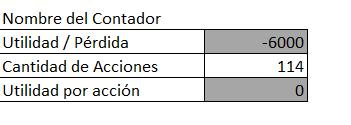 Nombre del Contador
Utilidad / Pérdida -6000
Cantidad de Acciones 114
Utilidad por acción 0